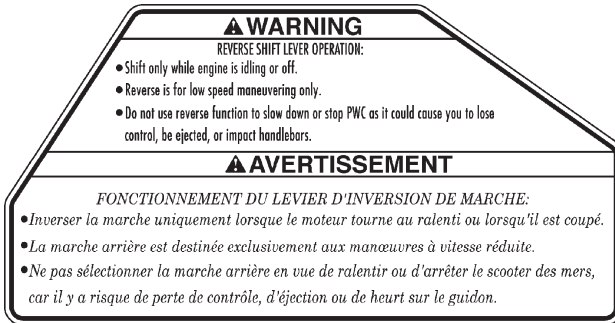 WARNING
REVERSE SHIFT LEVER OPERATION:
• Shift only while engine is idling or off.
• Reverse is for low speed maneuvering only.
• Do not use reverse function to slow down or stop PWC as it could cause you to lose
control, be ejected, or impact handlebars.
AVERTISSEMENT
FONCTIONNEMENT DU LEVIER D'INVERSION DE MARCHE:
• Inverser la marche uniquement lorsque le moteur tourne au ralenti ou lorsqu'il est coupé.
• La marche arrière est destinée exclusivement aux manœuvres à vitesse réduite.
• Ne pas sélectionner la marche arrière en vue de ralentir ou d'arrêter le scooter des mers,
car il y a risque de perte de contrôle, d'éjection ou de heurt sur le guidon.